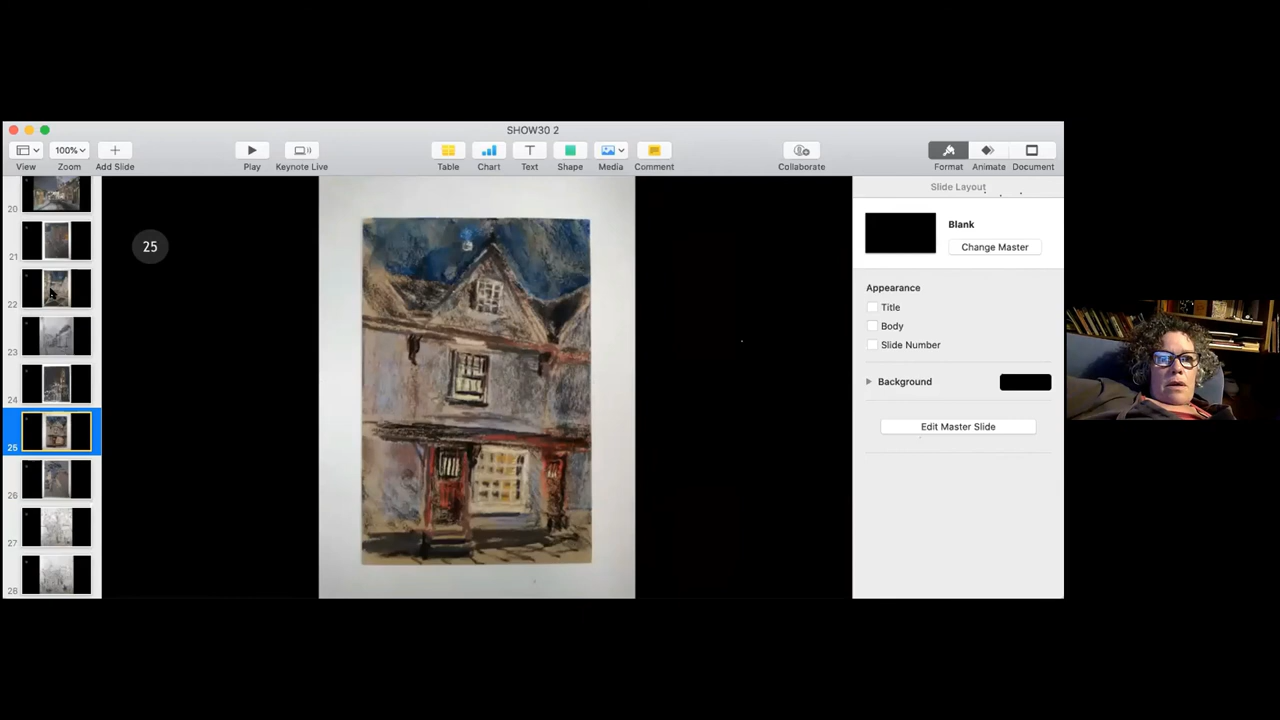 SHOW30 2
View 100% Zoom Add Slide Play Keynote Live Table Chart Text Shape Media Comment Collaborate Format Animate Document
Slide Layout
Blank
Change Master
Appearance
Title
Body
Slide Number
Background
Edit Master Slide
20
21
22
23
24
25
26
27
28
25